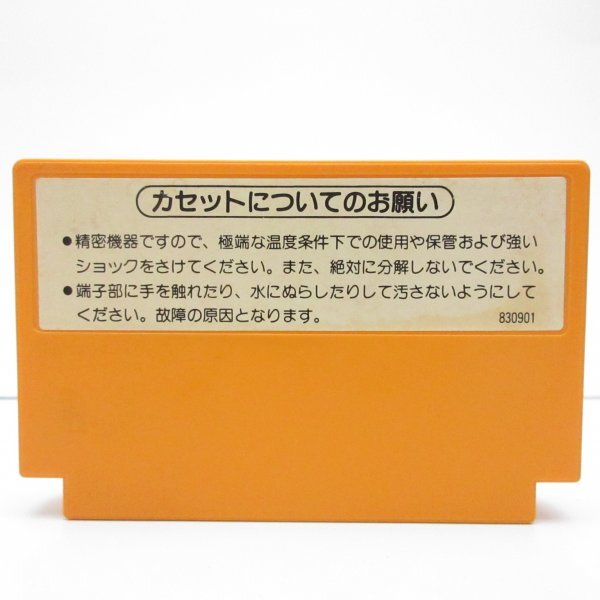 カセットについてのお願い
●精密機器ですので、極端な温度条件下での使用や保管および強い
ショックをさけてください。また、絶対に分解しないでください。
●端子部に手を触れたり、水にぬらしたりして汚さないようにして
ください。故障の原因となります。
830901